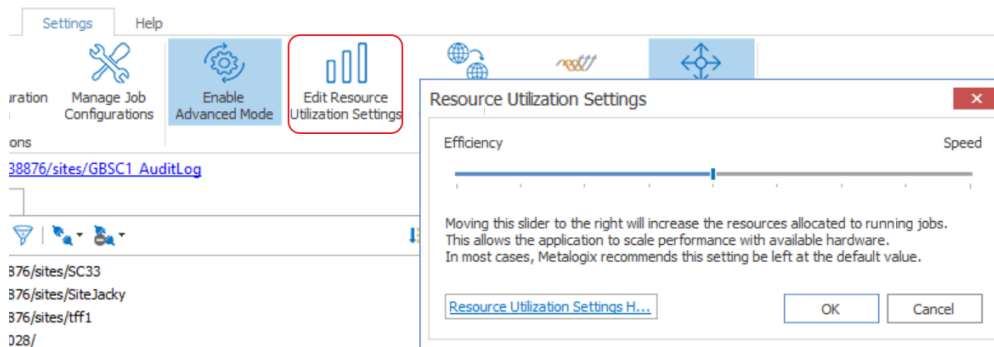 Settings Help
Manage Job
Configurations
Enable
Advanced Mode
Edit Resource
Utilization Settings
38876/sites/GBSC1_AuditLog
876/sites/SC33
876/sites/SiteJacky
876/sites/tff1
028/
Resource Utilization Settings
Efficiency Speed
Moving this slider to the right will increase the resources allocated to running jobs.
This allows the application to scale performance with available hardware.
In most cases, Metalogix recommends this setting be left at the default value.
Resource Utilization Settings H...
OK Cancel